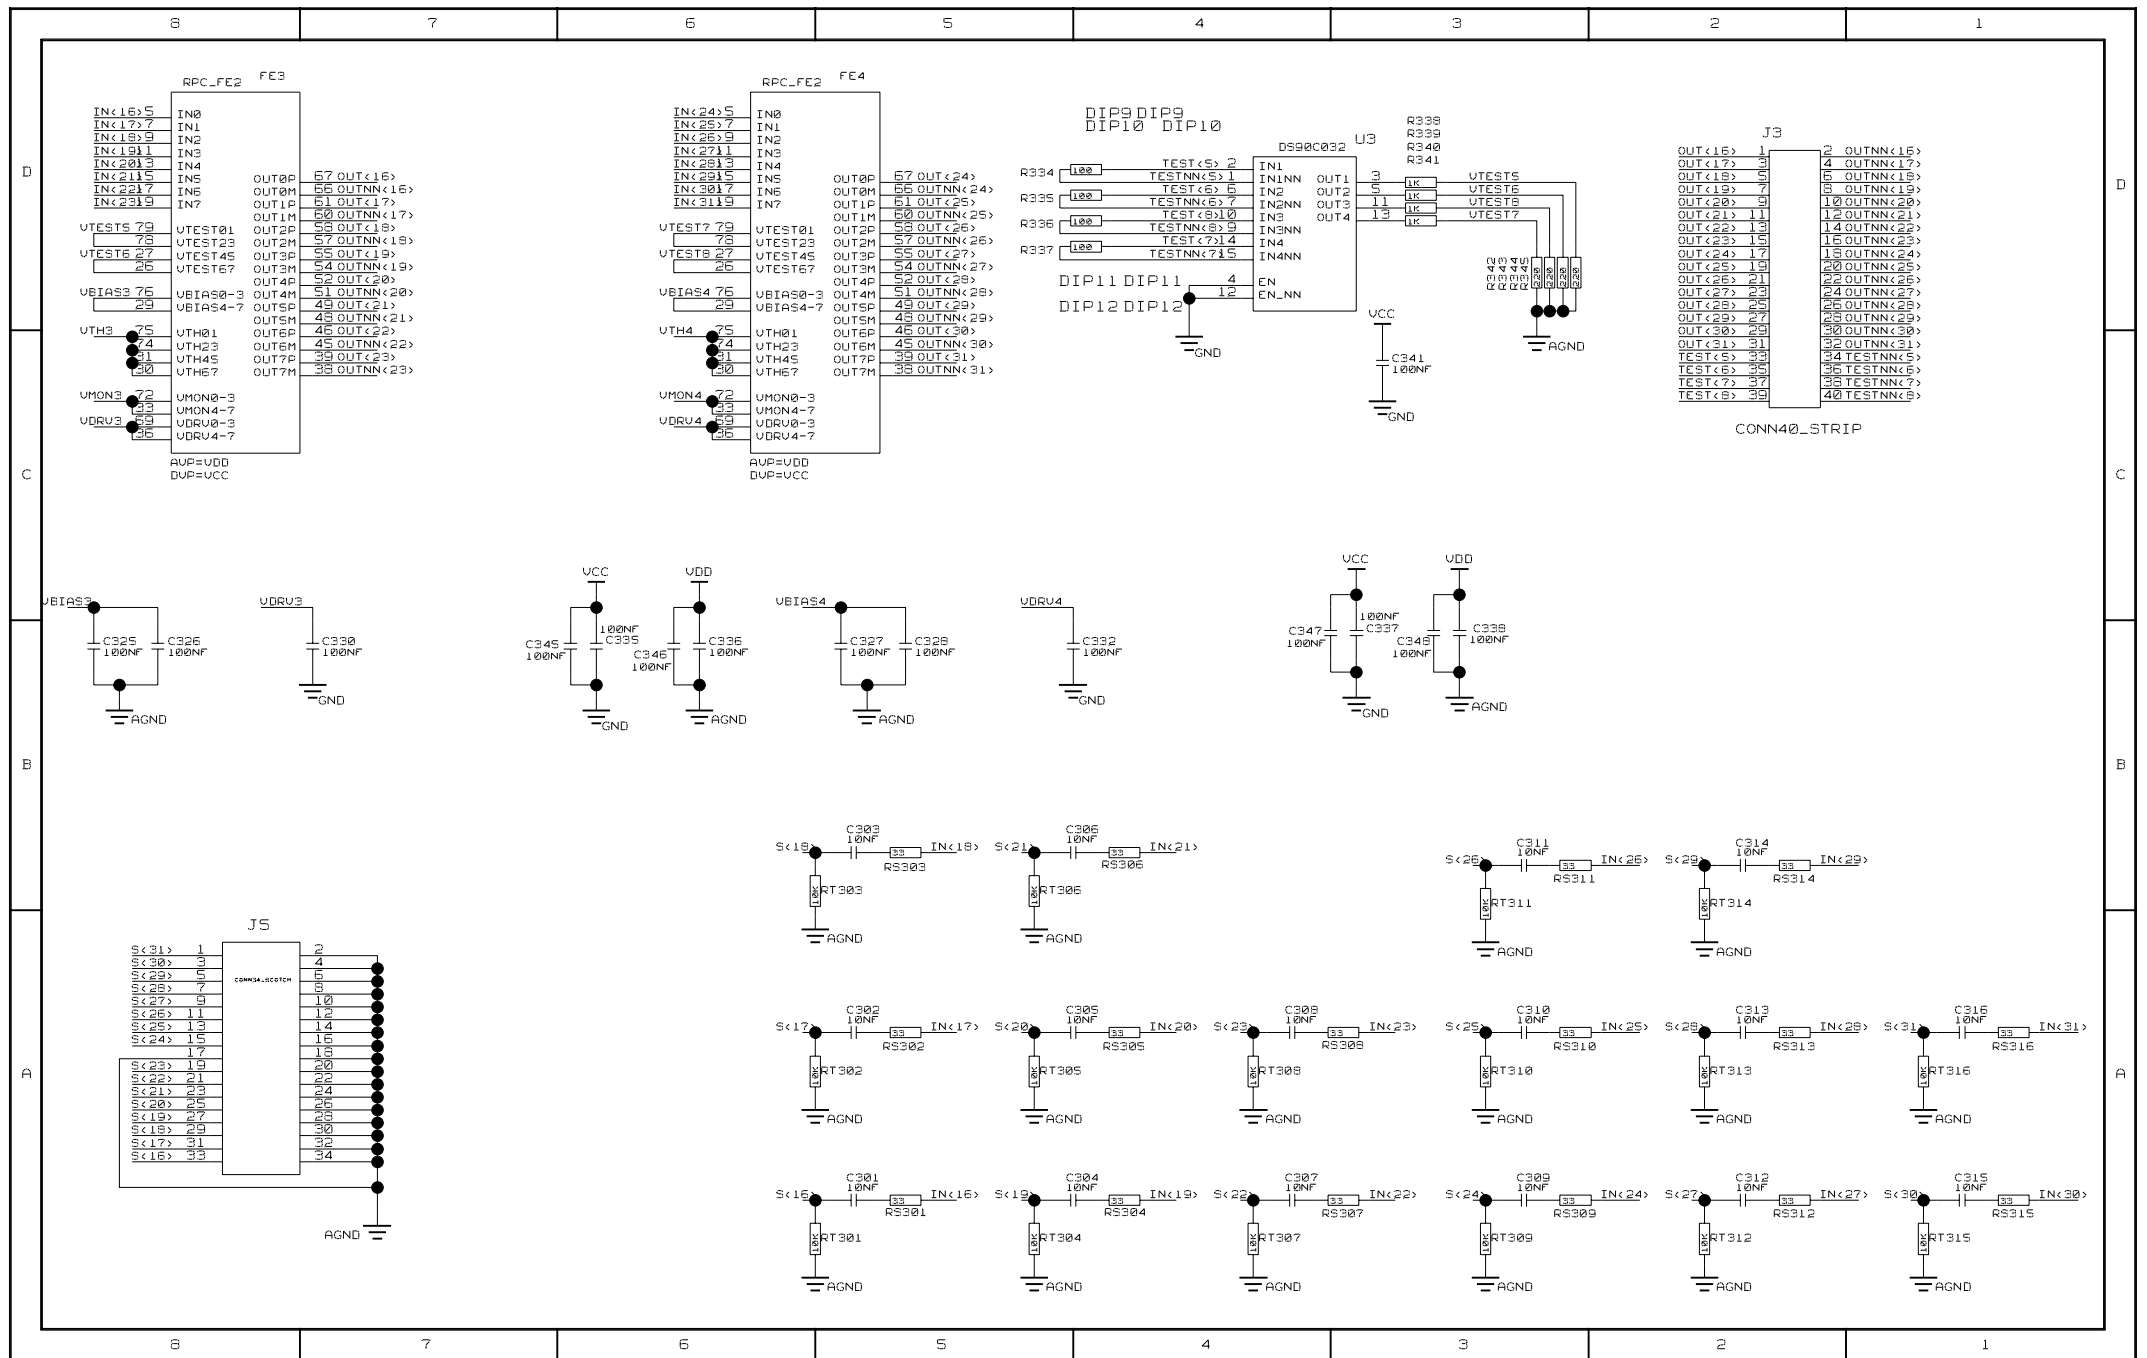 8 7 6 5 4 3 2 1
D
C
B
A
RPC_FE2 FE3
IN<16> 5 IN0
IN<17> 7 IN1
IN<18> 9 IN2
IN<19> 11 IN3
IN<20> 13 IN4
IN<21> 15 IN5
IN<22> 17 IN6
IN<23> 19 IN7
VTEST5 79 VTEST01
78 VTEST23
VTEST6 27 VTEST45
26 VTEST67
VBIAS3 76 VBIAS0-3
29 VBIAS4-7
VTH3 75 VTH01
74 VTH23
31 VTH45
30 VTH67
VMON3 72 VMON0-3
33 VMON4-7
VDRV3 69 VDRV0-3
36 VDRV4-7
OUT0P 67 OUT<16>
OUT0M 66 OUTNN<16>
OUT1P 61 OUT<17>
OUT1M 60 OUTNN<17>
OUT2P 58 OUT<18>
OUT2M 57 OUTNN<18>
OUT3P 55 OUT<19>
OUT3M 54 OUTNN<19>
OUT4P 52 OUT<20>
OUT4M 51 OUTNN<20>
OUT5P 49 OUT<21>
OUT5M 48 OUTNN<21>
OUT6P 46 OUT<22>
OUT6M 45 OUTNN<22>
OUT7P 39 OUT<23>
OUT7M 38 OUTNN<23>
AVP=VDD
DVP=VCC
RPC_FE2 FE4
IN<24> 5 IN0
IN<25> 7 IN1
IN<26> 9 IN2
IN<27> 11 IN3
IN<28> 13 IN4
IN<29> 15 IN5
IN<30> 17 IN6
IN<31> 19 IN7
VTEST7 79 VTEST01
78 VTEST23
VTEST8 27 VTEST45
26 VTEST67
VBIAS4 76 VBIAS0-3
29 VBIAS4-7
VTH4 75 VTH01
74 VTH23
31 VTH45
30 VTH67
VMON4 72 VMON0-3
33 VMON4-7
VDRV4 69 VDRV0-3
36 VDRV4-7
OUT0P 67 OUT<24>
OUT0M 66 OUTNN<24>
OUT1P 61 OUT<25>
OUT1M 60 OUTNN<25>
OUT2P 58 OUT<26>
OUT2M 57 OUTNN<26>
OUT3P 55 OUT<27>
OUT3M 54 OUTNN<27>
OUT4P 52 OUT<28>
OUT4M 51 OUTNN<28>
OUT5P 49 OUT<29>
OUT5M 48 OUTNN<29>
OUT6P 46 OUT<30>
OUT6M 45 OUTNN<30>
OUT7P 39 OUT<31>
OUT7M 38 OUTNN<31>
AVP=VDD
DVP=VCC
DIP9 DIP9
DIP10 DIP10
DIP11 DIP11
DIP12 DIP12
DS90C032 U3
R334 100 TEST<5> 2 IN1
TESTNN<5> 1 IN1NN
R335 100 TEST<6> 6 IN2
TESTNN<6> 7 IN2NN
R336 100 TEST<8> 10 IN3
TESTNN<8> 9 IN3NN
R337 100 TEST<7> 14 IN4
TESTNN<7> 15 IN4NN
4 EN
12 EN_NN
GND
R338
R339
R340
R341
OUT1 3 1K VTEST5
OUT2 5 1K VTEST6
OUT3 11 1K VTEST8
OUT4 13 1K VTEST7
R342 R343 R344 R345
220 220 220 220
AGND
VCC
C341
100NF
GND
J3
OUT<16> 1 2 OUTNN<16>
OUT<17> 3 4 OUTNN<17>
OUT<18> 5 6 OUTNN<18>
OUT<19> 7 8 OUTNN<19>
OUT<20> 9 10 OUTNN<20>
OUT<21> 11 12 OUTNN<21>
OUT<22> 13 14 OUTNN<22>
OUT<23> 15 16 OUTNN<23>
OUT<24> 17 18 OUTNN<24>
OUT<25> 19 20 OUTNN<25>
OUT<26> 21 22 OUTNN<26>
OUT<27> 23 24 OUTNN<27>
OUT<28> 25 26 OUTNN<28>
OUT<29> 27 28 OUTNN<29>
OUT<30> 29 30 OUTNN<30>
OUT<31> 31 32 OUTNN<31>
TEST<5> 33 34 TESTNN<5>
TEST<6> 35 36 TESTNN<6>
TEST<7> 37 38 TESTNN<7>
TEST<8> 39 40 TESTNN<8>
CONN40_STRIP
VBIAS3
C325 C326
100NF 100NF
AGND
VDRV3
C330
100NF
GND
VCC
C345 100NF
100NF C335
GND
VDD
C346 C336
100NF 100NF
AGND
VBIAS4
C327 C328
100NF 100NF
AGND
VDRV4
C332
100NF
GND
VCC
C347 100NF
100NF C337
GND
VDD
C348 C338
100NF 100NF
AGND
S<18> C303 10NF 33 RS303 IN<18>
10K RT303
AGND
S<21> C306 10NF 33 RS306 IN<21>
10K RT306
AGND
S<26> C311 10NF 33 RS311 IN<26>
10K RT311
AGND
S<29> C314 10NF 33 RS314 IN<29>
10K RT314
AGND
J5
CONN34_SCOTCH
S<31> 1 2
S<30> 3 4
S<29> 5 6
S<28> 7 8
S<27> 9 10
S<26> 11 12
S<25> 13 14
S<24> 15 16
17 18
S<23> 19 20
S<22> 21 22
S<21> 23 24
S<20> 25 26
S<19> 27 28
S<18> 29 30
S<17> 31 32
S<16> 33 34
AGND
S<17> C302 10NF 33 RS302 IN<17>
10K RT302
AGND
S<20> C305 10NF 33 RS305 IN<20>
10K RT305
AGND
S<23> C308 10NF 33 RS308 IN<23>
10K RT308
AGND
S<25> C310 10NF 33 RS310 IN<25>
10K RT310
AGND
S<28> C313 10NF 33 RS313 IN<28>
10K RT313
AGND
S<31> C316 10NF 33 RS316 IN<31>
10K RT316
AGND
S<16> C301 10NF 33 RS301 IN<16>
10K RT301
AGND
S<19> C304 10NF 33 RS304 IN<19>
10K RT304
AGND
S<22> C307 10NF 33 RS307 IN<22>
10K RT307
AGND
S<24> C309 10NF 33 RS309 IN<24>
10K RT309
AGND
S<27> C312 10NF 33 RS312 IN<27>
10K RT312
AGND
S<30> C315 10NF 33 RS315 IN<30>
10K RT315
AGND
D
C
B
A
8 7 6 5 4 3 2 1